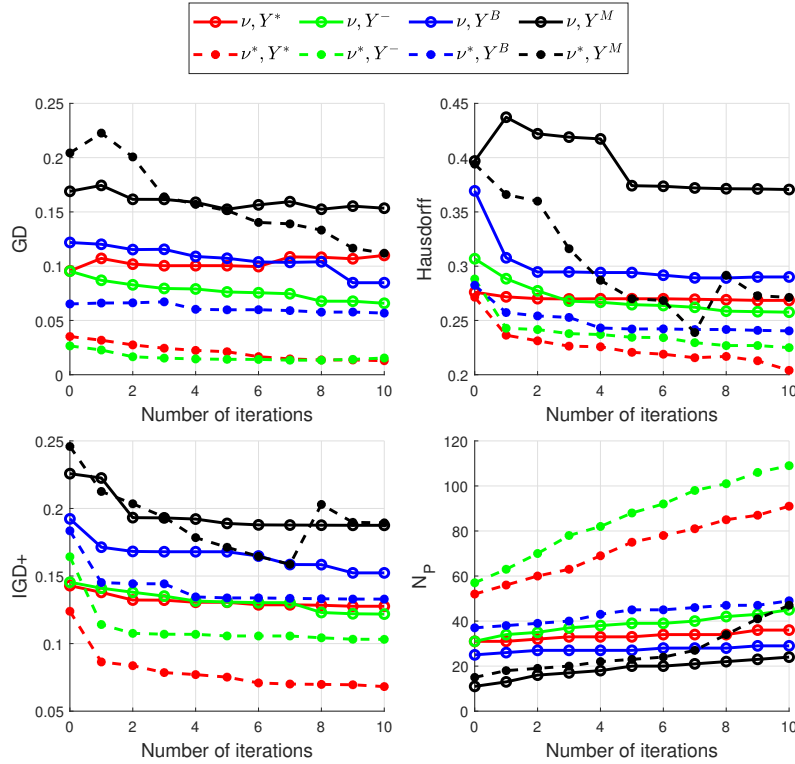 ν, Y* ν, Y⁻ ν, Yᴮ ν, Yᴹ
ν*, Y* ν*, Y⁻ ν*, Yᴮ ν*, Yᴹ
0.25
0.2
0.15
0.1
0.05
0
GD
0 2 4 6 8 10
Number of iterations
0.45
0.4
0.35
0.3
0.25
0.2
Hausdorff
0 2 4 6 8 10
Number of iterations
0.25
0.2
0.15
0.1
0.05
IGD+
0 2 4 6 8 10
Number of iterations
120
100
80
60
40
20
0
N_P
0 2 4 6 8 10
Number of iterations